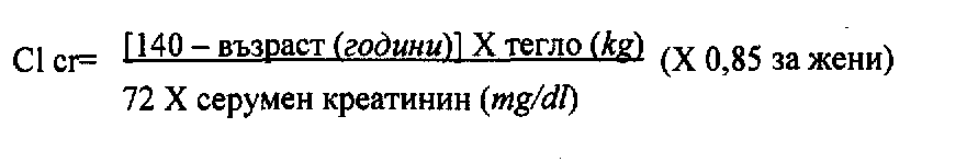 Cl cr= [140 – възраст (години)] X тегло (kg) (X 0,85 за жени)
72 X серумен креатинин (mg/dl)